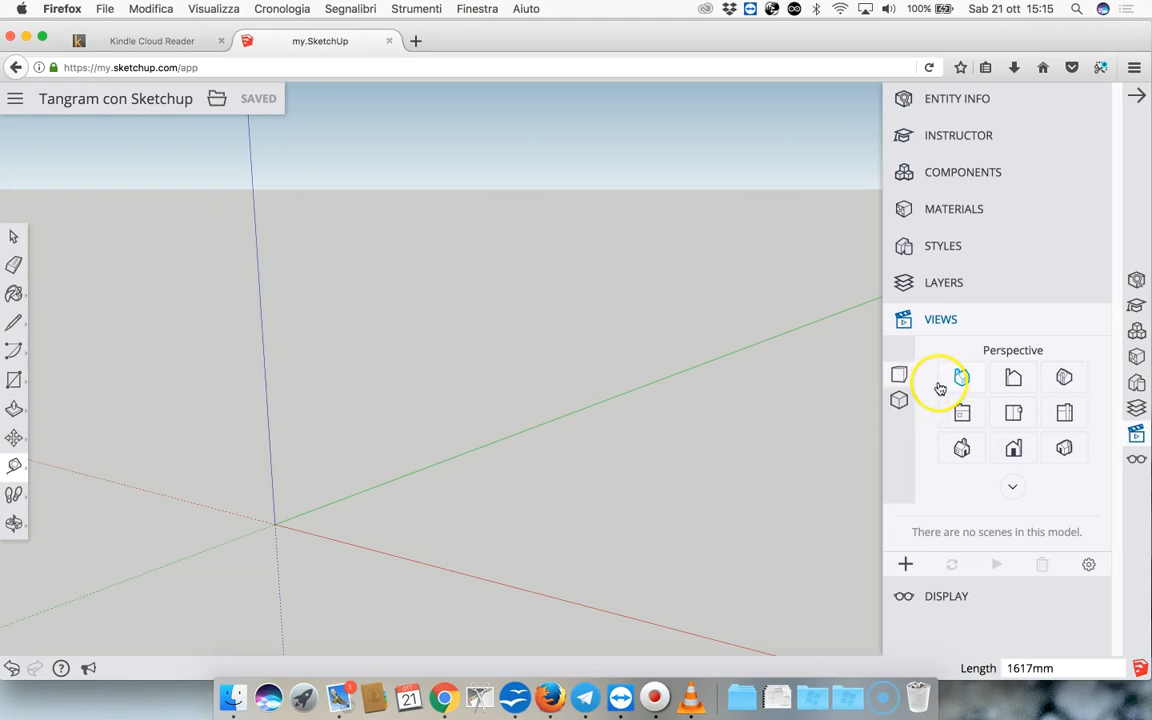 Firefox File Modifica Visualizza Cronologia Segnalibri Strumenti Finestra Aiuto 100% Sab 21 ott 15:15
Kindle Cloud Reader my.SketchUp
https://my.sketchup.com/app
Tangram con Sketchup SAVED
ENTITY INFO
INSTRUCTOR
COMPONENTS
MATERIALS
STYLES
LAYERS
VIEWS
Perspective
There are no scenes in this model.
DISPLAY
Length 1617mm